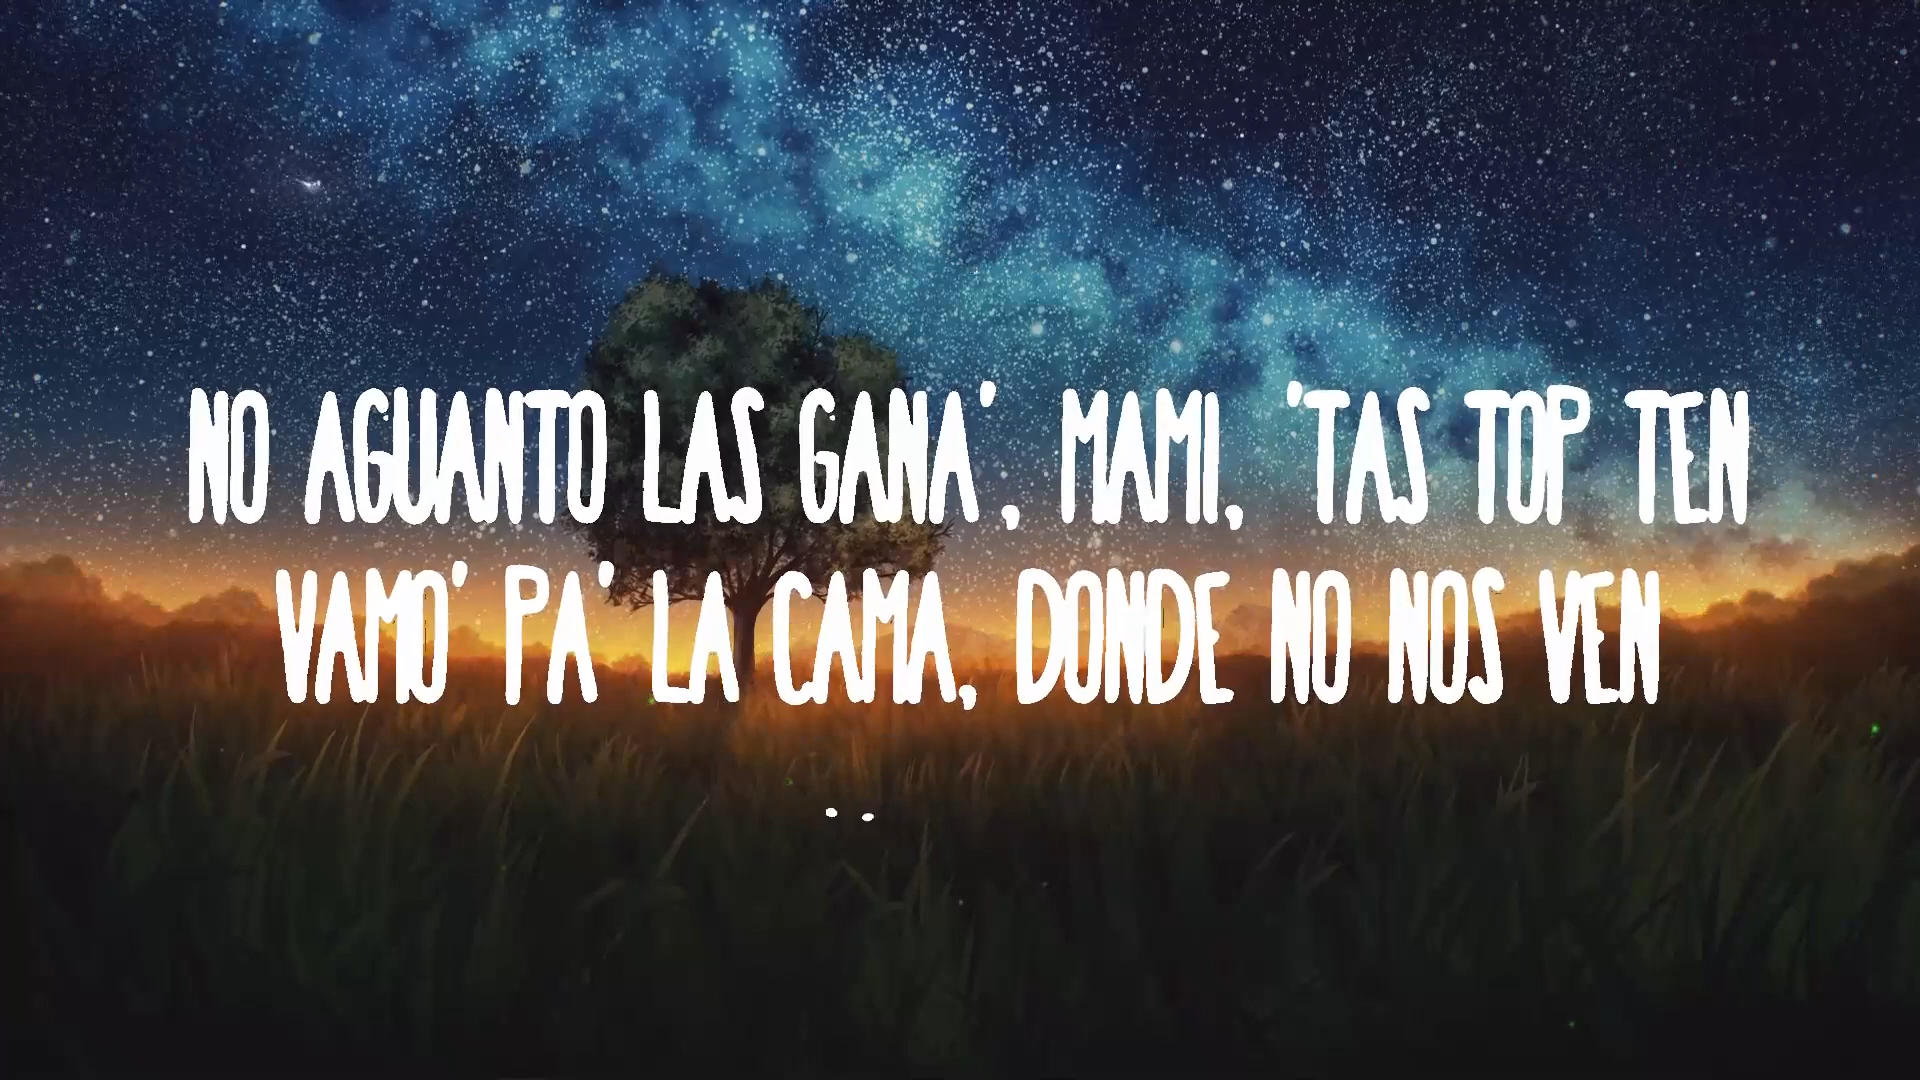 NO AGUANTO LAS GANA', MAMI, 'TAS TOP TEN
VAMO' PA' LA CAMA, DONDE NO NOS VEN